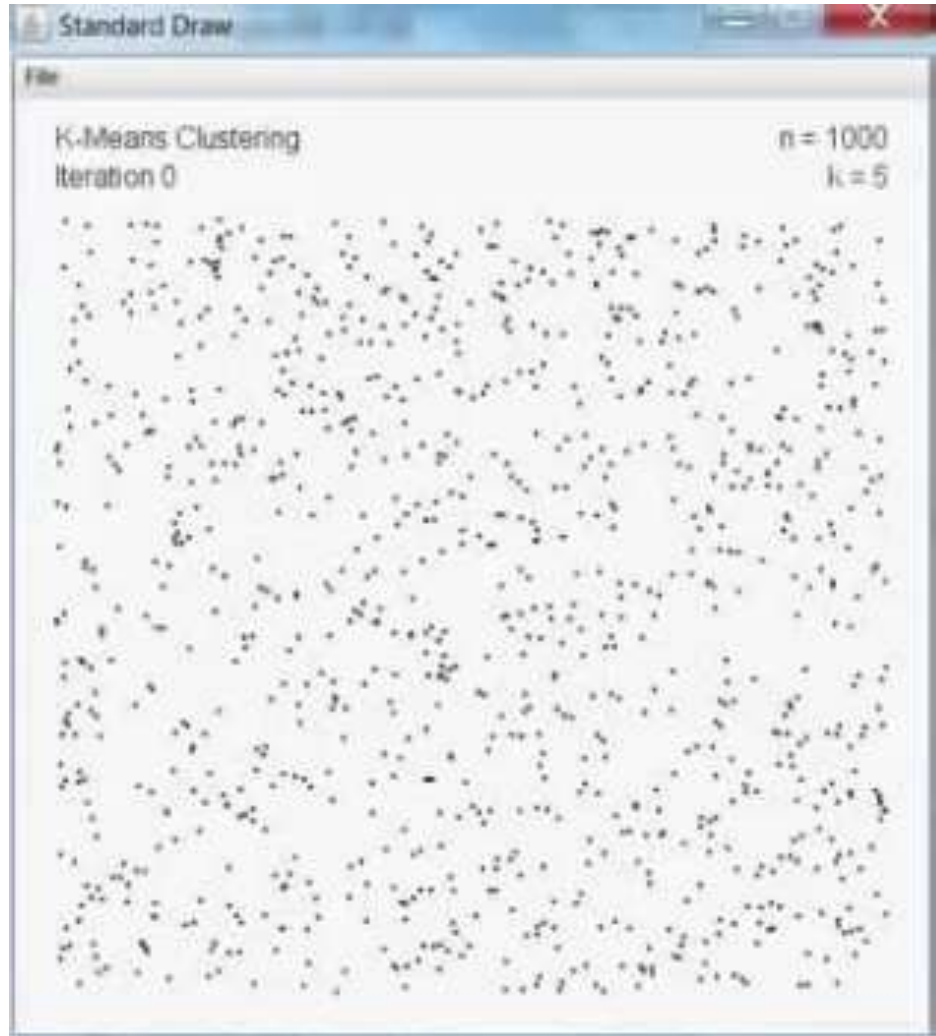 Standard Draw
File
K-Means Clustering
n = 1000
Iteration 0
k = 5